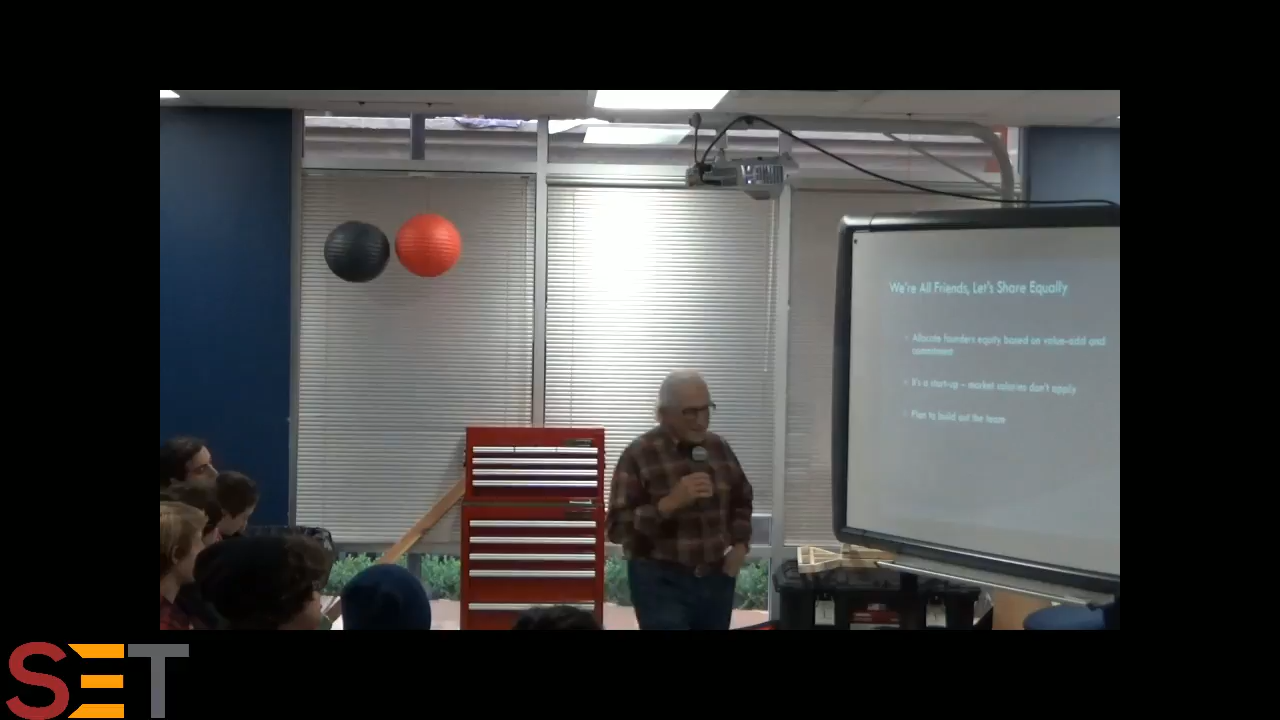 We're All Friends, Let's Share Equally
Allocate founders equity based on value-add and
commitment
It's a start-up – market salaries don't apply
Plan to build out the team
SET